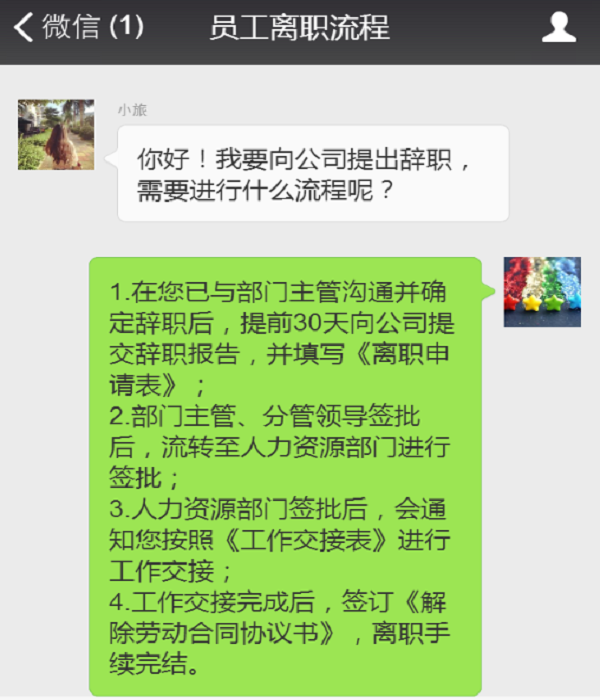 微信 (1)
员工离职流程
小旅
你好！我要向公司提出辞职，
需要进行什么流程呢？
1.在您已与部门主管沟通并确
定辞职后，提前30天向公司提
交辞职报告，并填写《离职申
请表》；
2.部门主管、分管领导签批
后，流转至人力资源部门进行
签批；
3.人力资源部门签批后，会通
知您按照《工作交接表》进行
工作交接；
4.工作交接完成后，签订《解
除劳动合同协议书》，离职手
续完结。